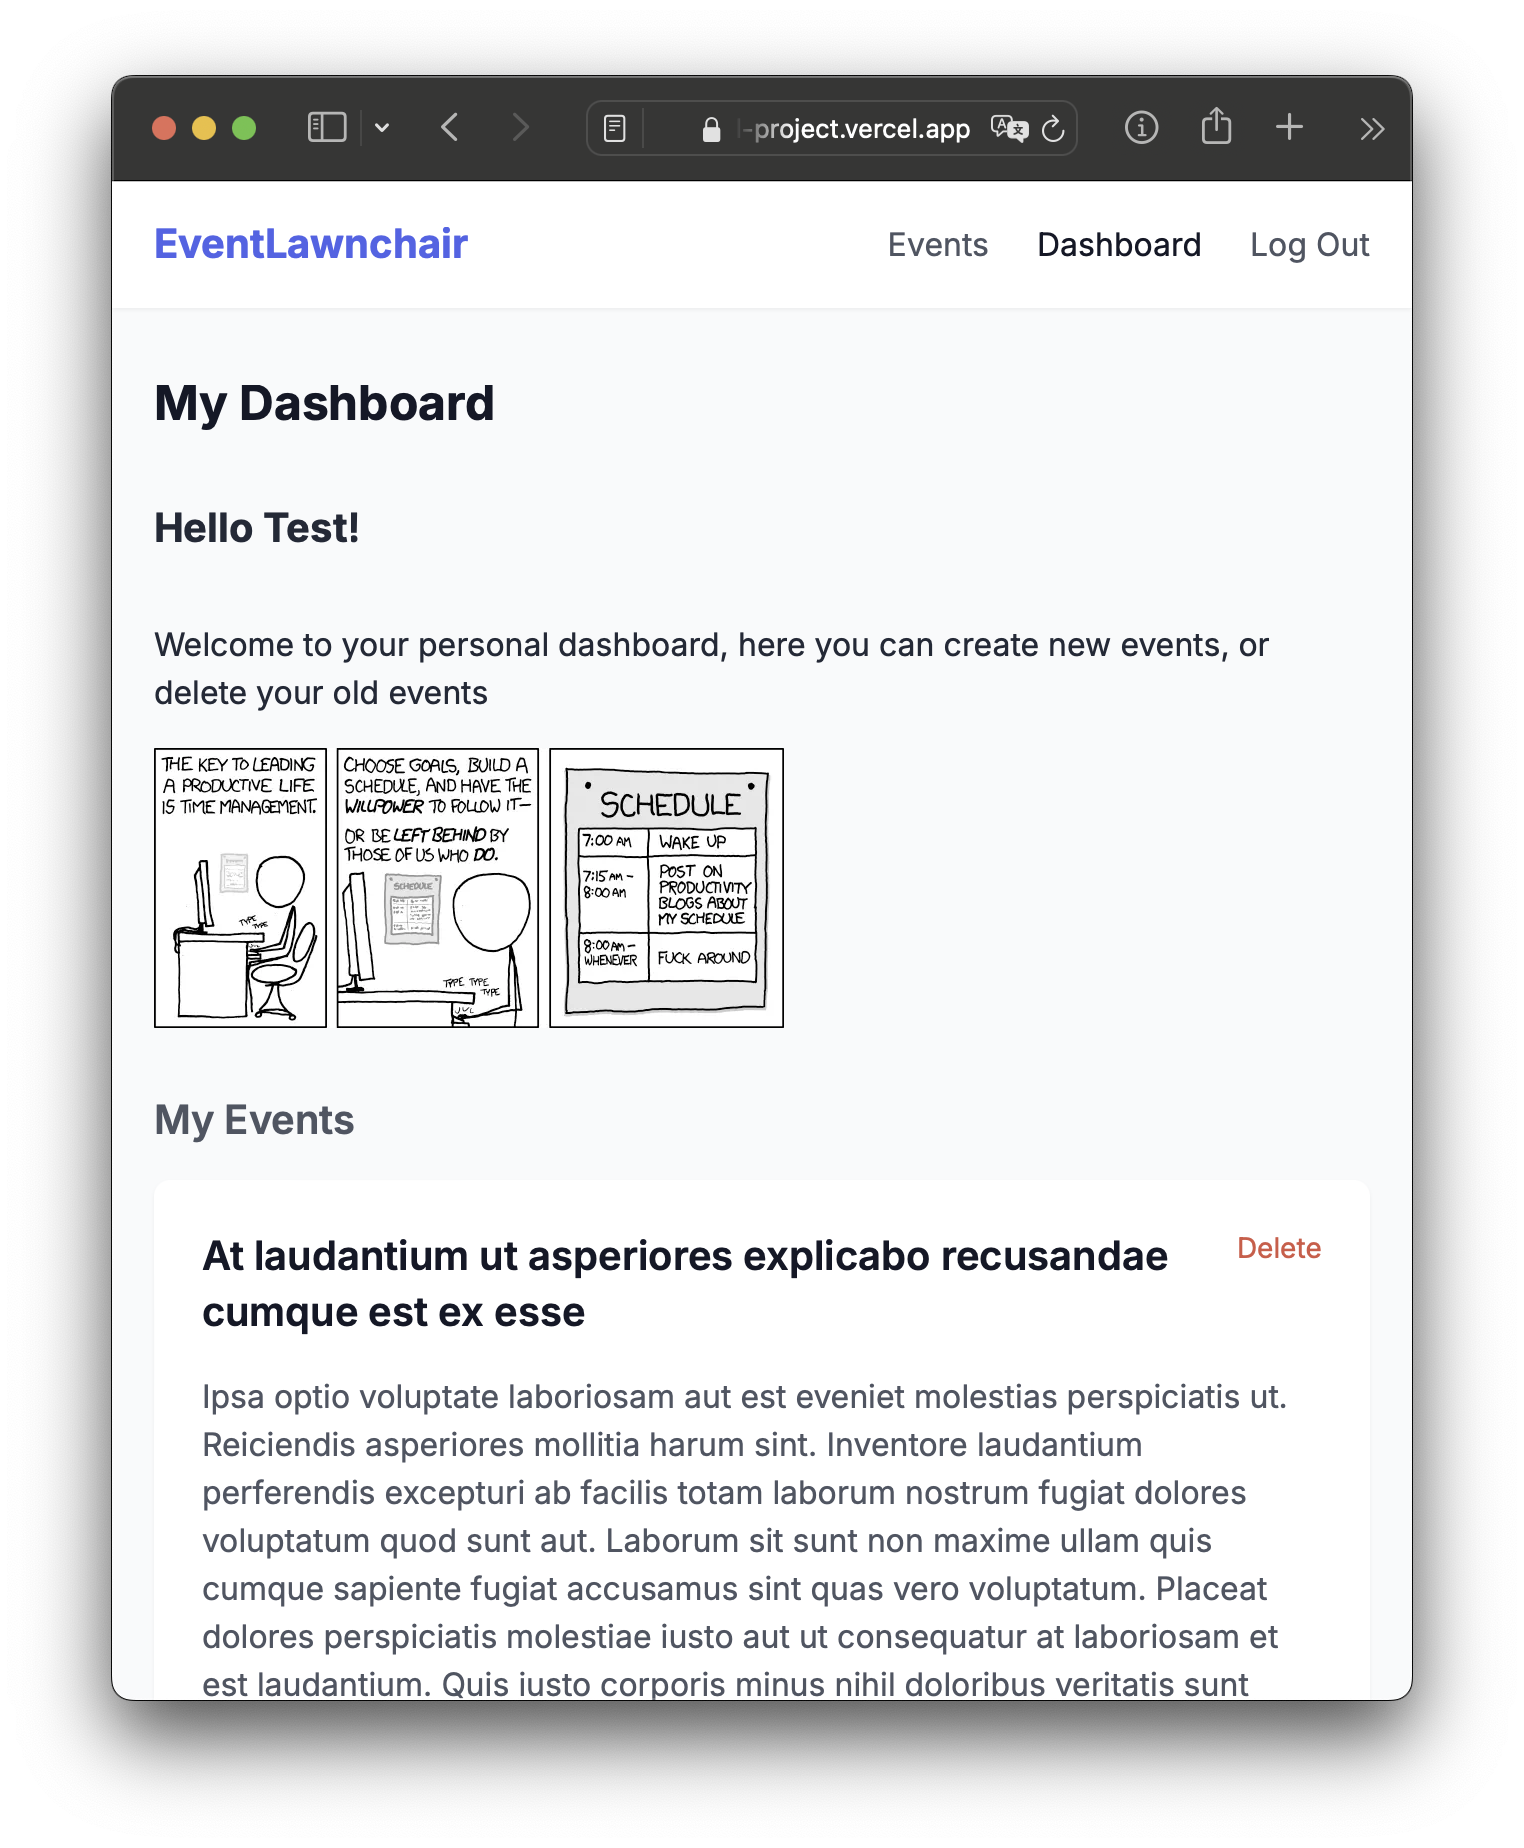 -project.vercel.app
EventLawnchair
Events Dashboard Log Out
My Dashboard
Hello Test!
Welcome to your personal dashboard, here you can create new events, or
delete your old events
THE KEY TO LEADING
A PRODUCTIVE LIFE
IS TIME MANAGEMENT.
TYPE
TYPE
CHOOSE GOALS, BUILD A
SCHEDULE, AND HAVE THE
WILLPOWER TO FOLLOW IT—
OR BE LEFT BEHIND BY
THOSE OF US WHO DO.
SCHEDULE
TYPE TYPE
TYPE
SCHEDULE
7:00 AM WAKE UP
7:15 AM – POST ON
8:00 AM PRODUCTIVITY
BLOGS ABOUT
MY SCHEDULE
8:00 AM – FUCK AROUND
WHENEVER
My Events
At laudantium ut asperiores explicabo recusandae
Delete
cumque est ex esse
Ipsa optio voluptate laboriosam aut est eveniet molestias perspiciatis ut.
Reiciendis asperiores mollitia harum sint. Inventore laudantium
perferendis excepturi ab facilis totam laborum nostrum fugiat dolores
voluptatum quod sunt aut. Laborum sit sunt non maxime ullam quis
cumque sapiente fugiat accusamus sint quas vero voluptatum. Placeat
dolores perspiciatis molestiae iusto aut ut consequatur at laboriosam et
est laudantium. Quis iusto corporis minus nihil doloribus veritatis sunt